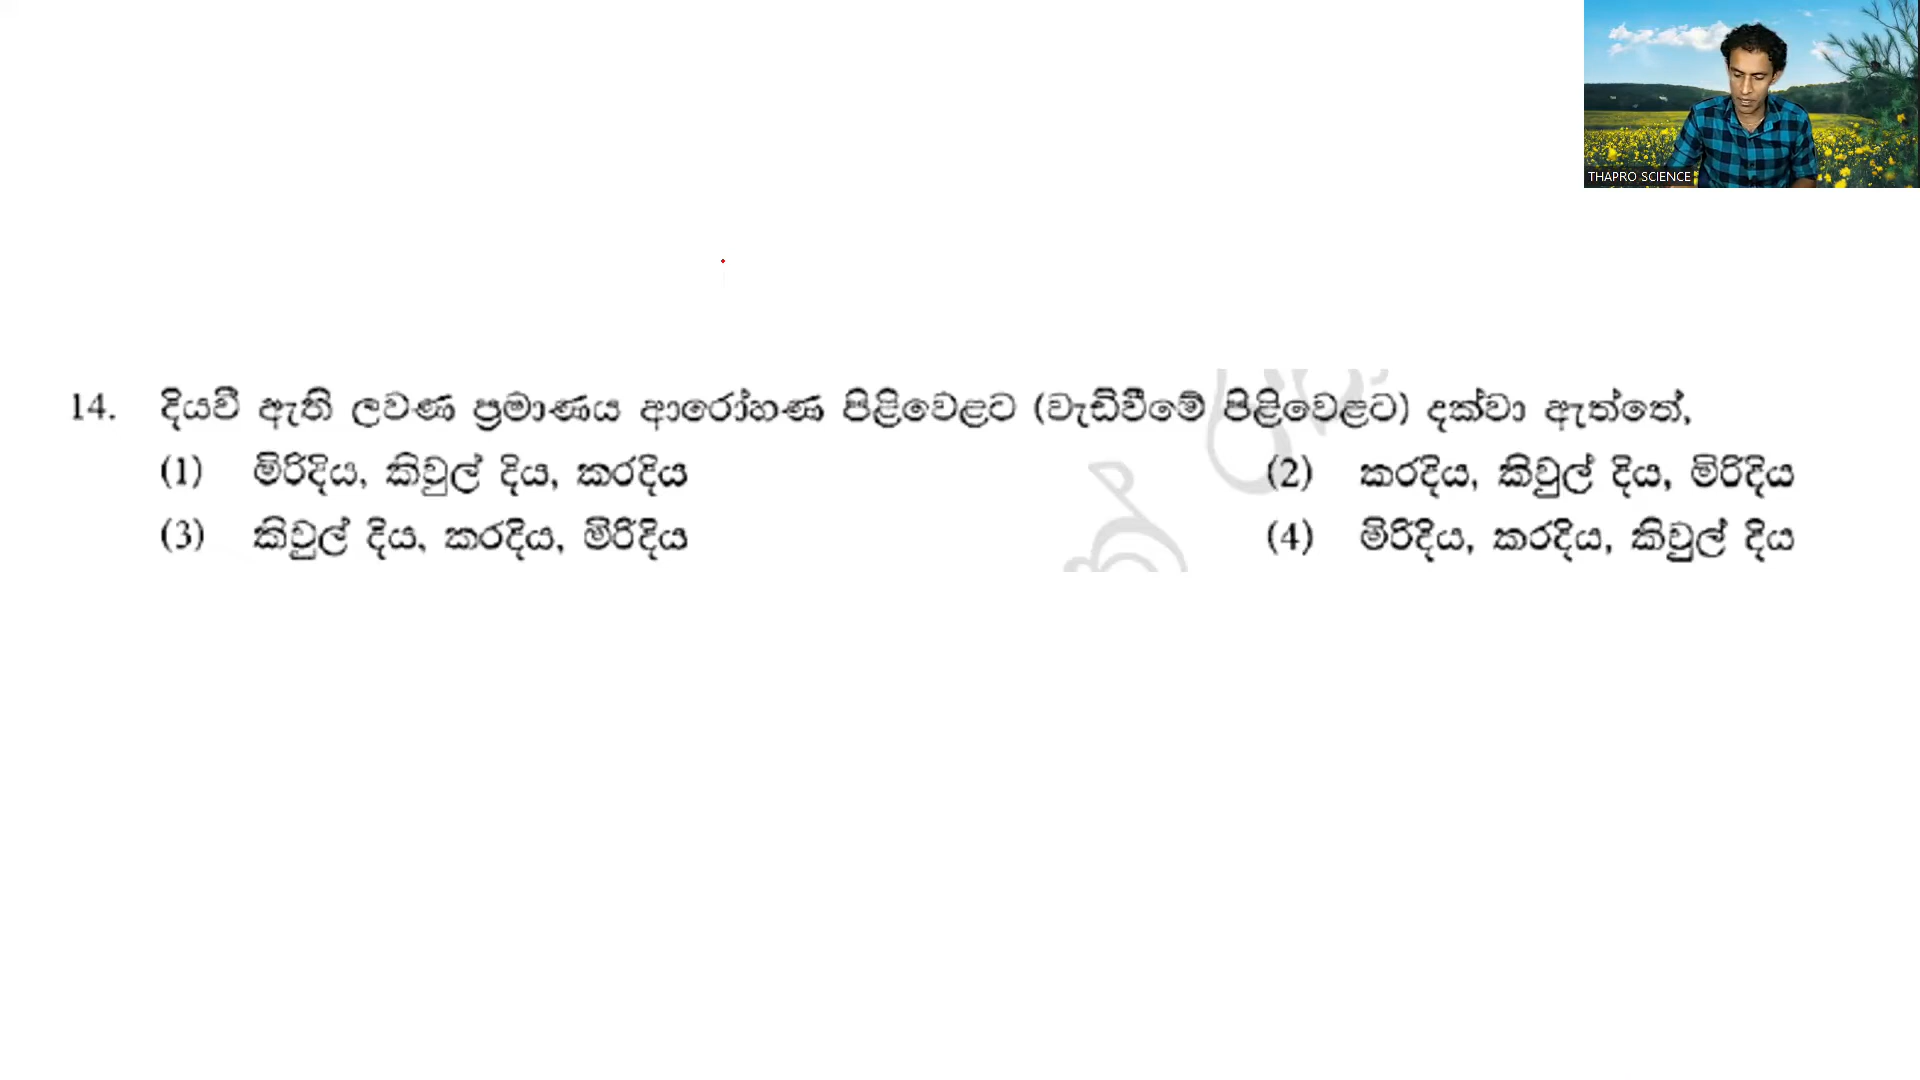 THAPRO SCIENCE
14. දියවී ඇති ලවණ ප්‍රමාණය ආරෝහණ පිළිවෙළට (වැඩිවීමේ පිළිවෙළට) දක්වා ඇත්තේ,
(1) මිරිදිය, කිවුල් දිය, කරදිය (2) කරදිය, කිවුල් දිය, මිරිදිය
(3) කිවුල් දිය, කරදිය, මිරිදිය (4) මිරිදිය, කරදිය, කිවුල් දිය